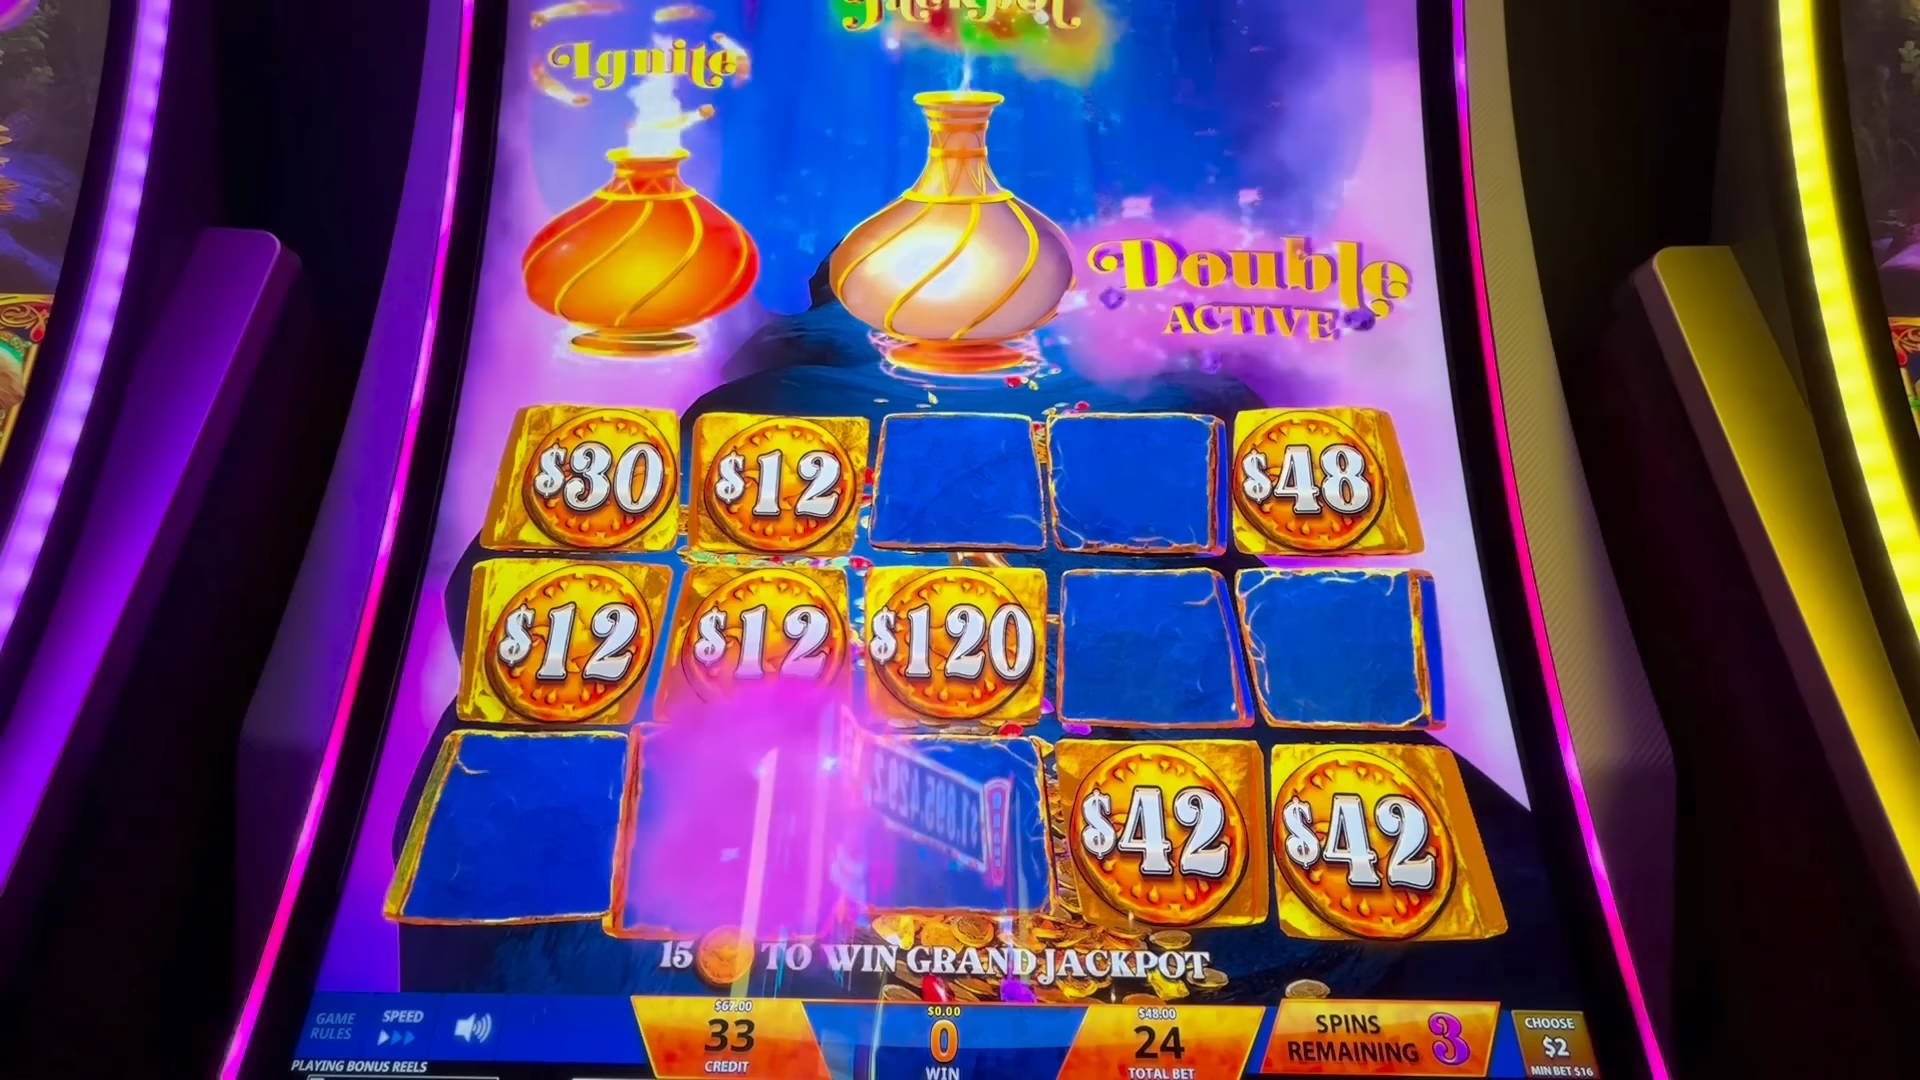 Jackpot
Ignite
Double
ACTIVE
$30 $12 $48
$12 $12 $120
$42 $42
15 TO WIN GRAND JACKPOT
GAME RULES
SPEED
$67.00
33
CREDIT
$0.00
0
WIN
$48.00
24
TOTAL BET
SPINS REMAINING 3
CHOOSE
$2
MIN BET $16
PLAYING BONUS REELS